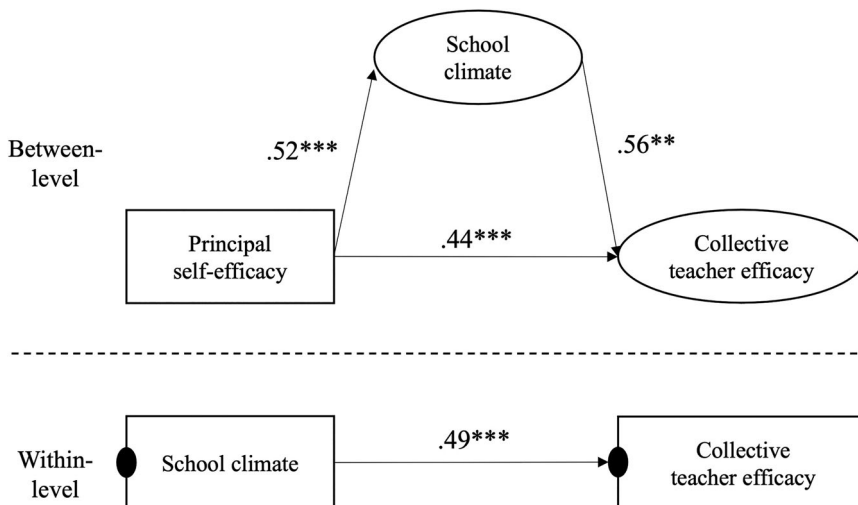 School
climate
Between-
level
.52***
.56**
Principal
self-efficacy
.44***
Collective
teacher efficacy
Within-
level
School climate
.49***
Collective
teacher efficacy